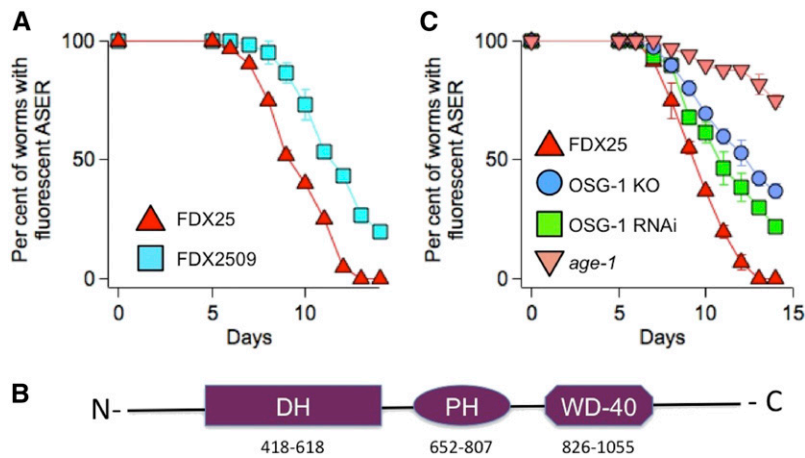 A
Per cent of worms with
fluorescent ASER
100
50
0
FDX25
FDX2509
0 5 10
Days
C
Per cent of worms with
fluorescent ASER
100
50
0
FDX25
OSG-1 KO
OSG-1 RNAi
age-1
0 5 10 15
Days
B
N- DH PH WD-40 - C
418-618 652-807 826-1055